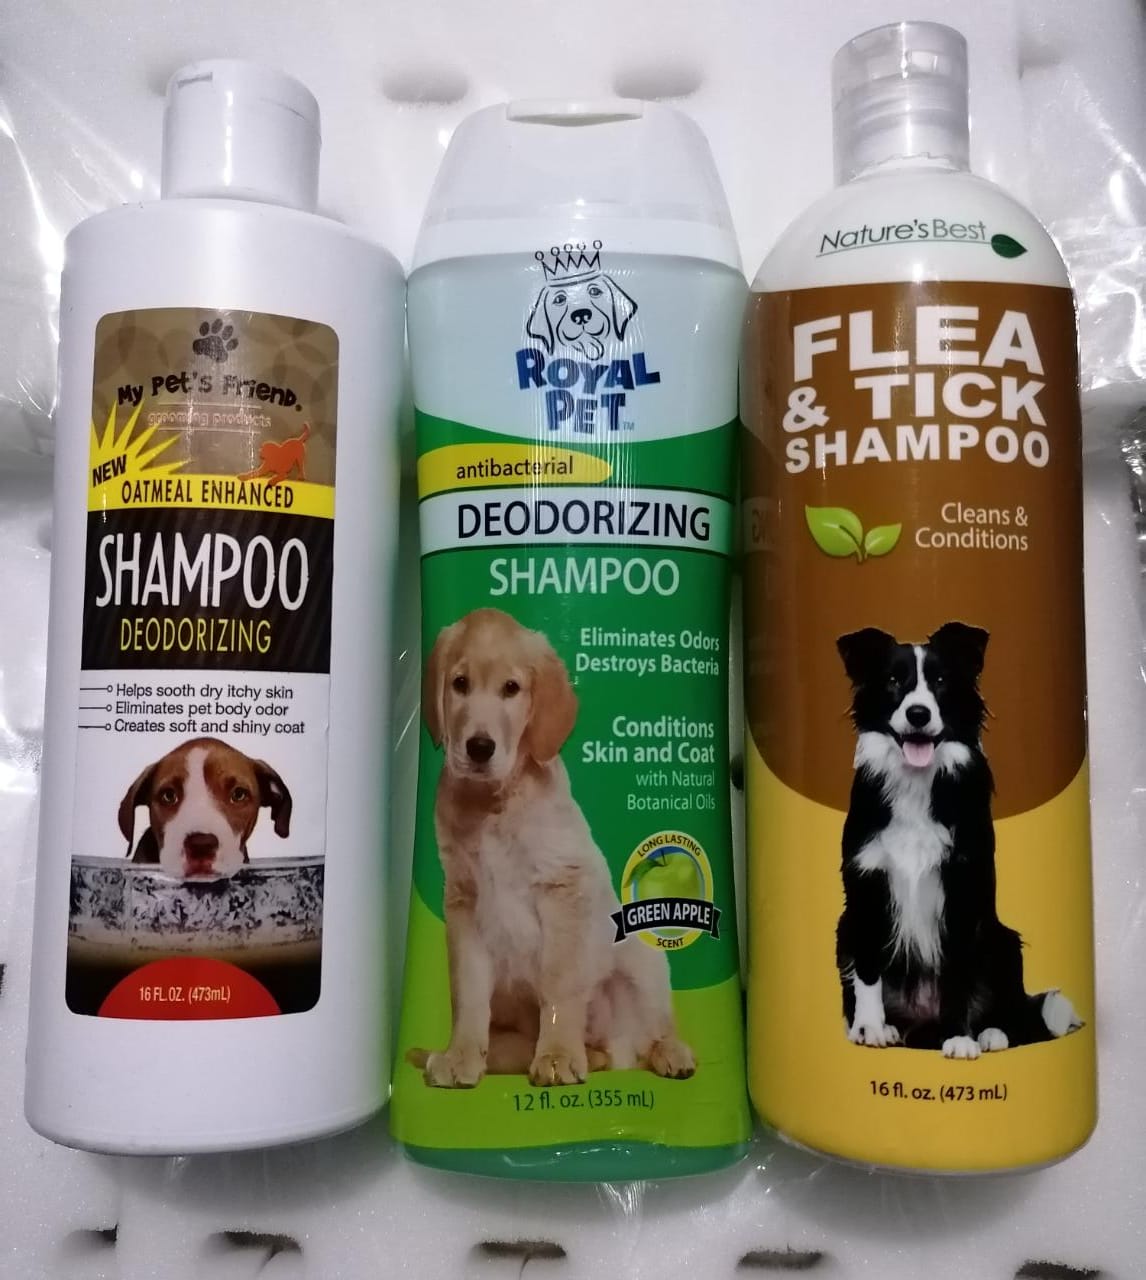 My Pet's Friend.
grooming products
NEW
OATMEAL ENHANCED
SHAMPOO
DEODORIZING
Helps sooth dry itchy skin
Eliminates pet body odor
Creates soft and shiny coat
16 FL. OZ. (473mL)
ROYAL
PET™
antibacterial
DEODORIZING
SHAMPOO
Eliminates Odors
Destroys Bacteria
Conditions
Skin and Coat
with Natural
Botanical Oils
LONG LASTING
GREEN APPLE
SCENT
12 fl. oz. (355 mL)
Nature's Best
FLEA
& TICK
SHAMPOO
Cleans &
Conditions
16 fl. oz. (473 mL)